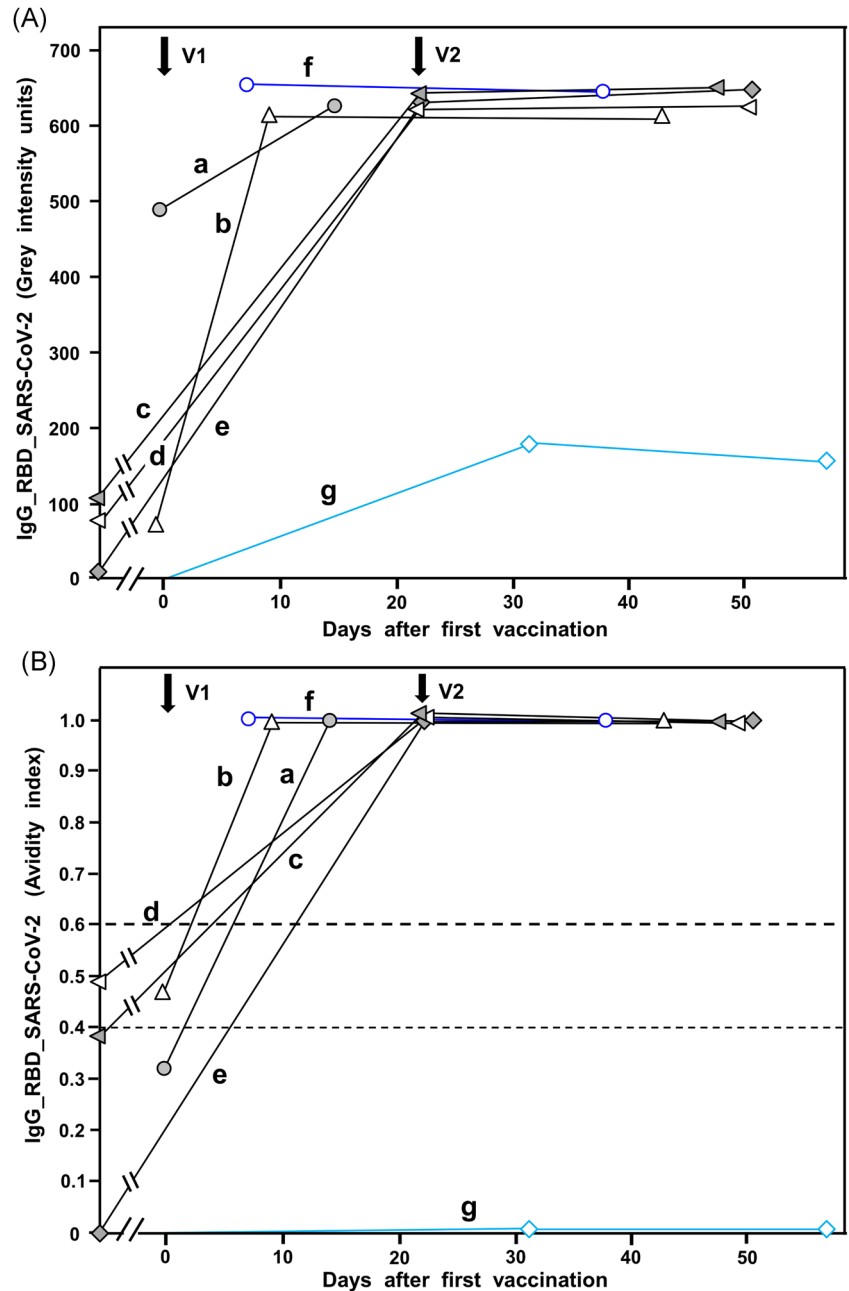 (A)
V1
V2
f
a
b
c
d
e
g
700
600
500
400
300
200
100
0
IgG_RBD_SARS-CoV-2 (Grey intensity units)
0 10 20 30 40 50
Days after first vaccination
(B)
V1
V2
f
b
a
c
d
e
g
1.0
0.9
0.8
0.7
0.6
0.5
0.4
0.3
0.2
0.1
0
IgG_RBD_SARS-CoV-2 (Avidity index)
0 10 20 30 40 50
Days after first vaccination